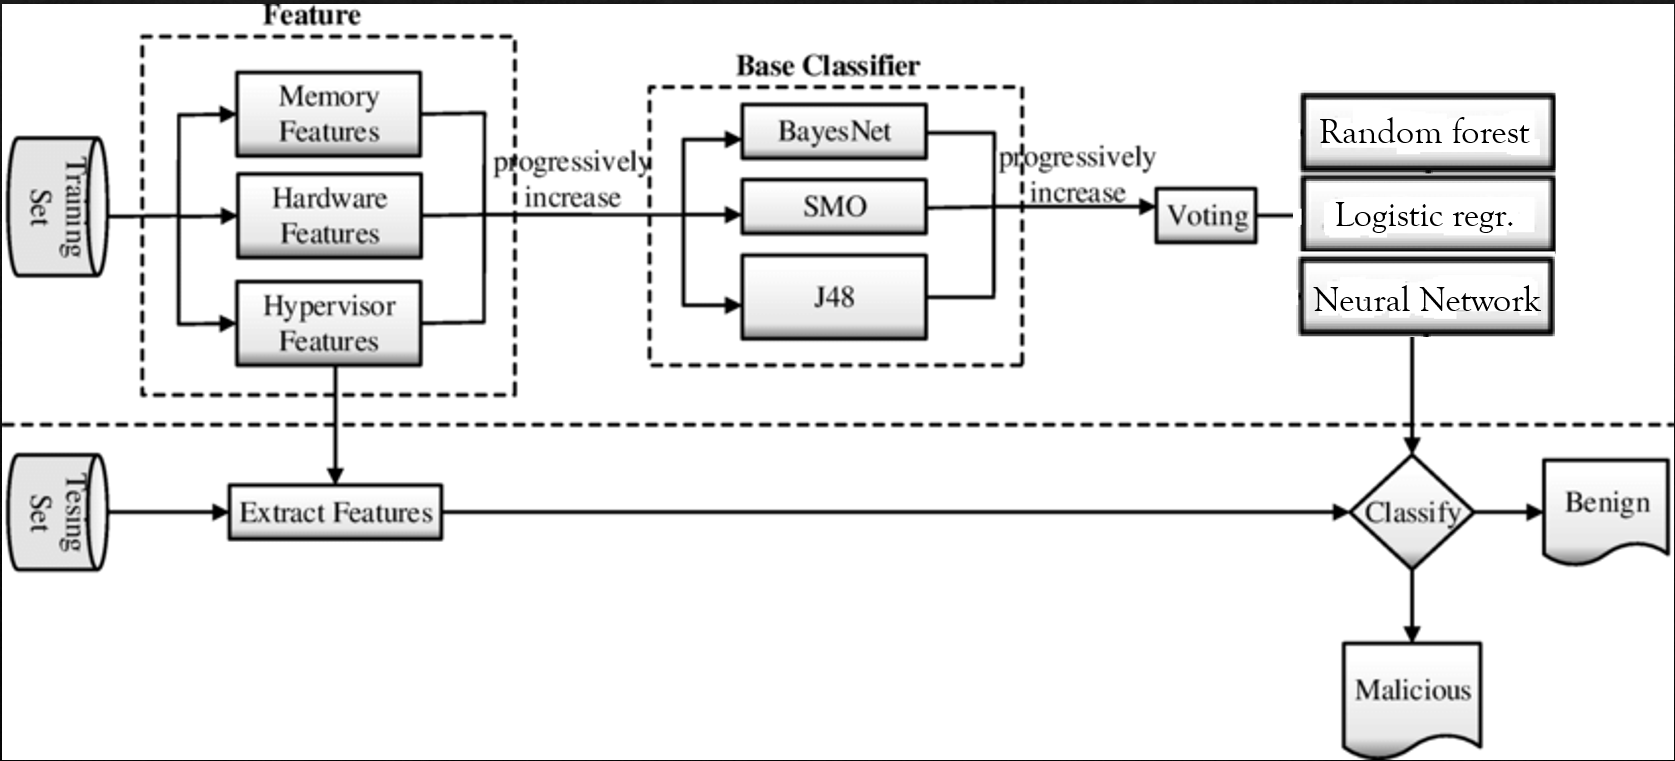 Feature
Memory
Features
Hardware
Features
Hypervisor
Features
Training
Set
progressively
increase
Base Classifier
BayesNet
SMO
J48
progressively
increase
Voting
Random forest
Logistic regr.
Neural Network
Tesing
Set
Extract Features
Classify
Benign
Malicious